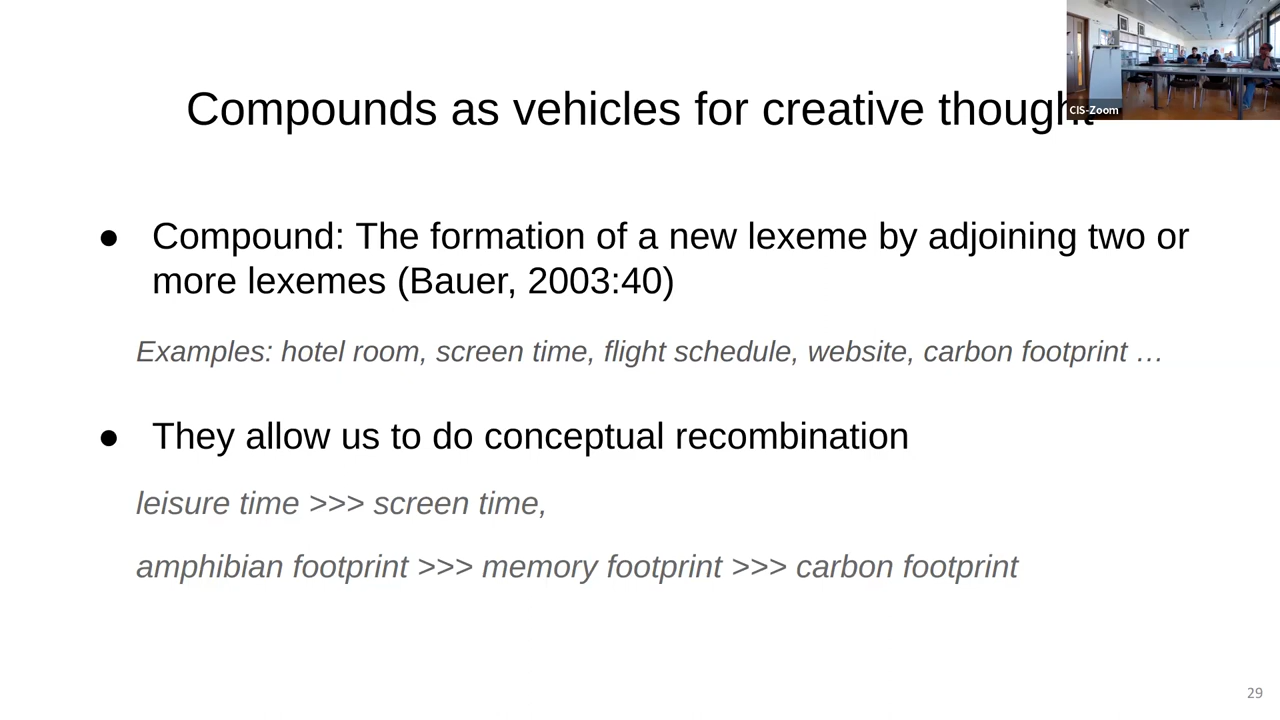 Compounds as vehicles for creative thought
CIS-Zoom
● Compound: The formation of a new lexeme by adjoining two or
more lexemes (Bauer, 2003:40)
Examples: hotel room, screen time, flight schedule, website, carbon footprint …
● They allow us to do conceptual recombination
leisure time >>> screen time,
amphibian footprint >>> memory footprint >>> carbon footprint
29